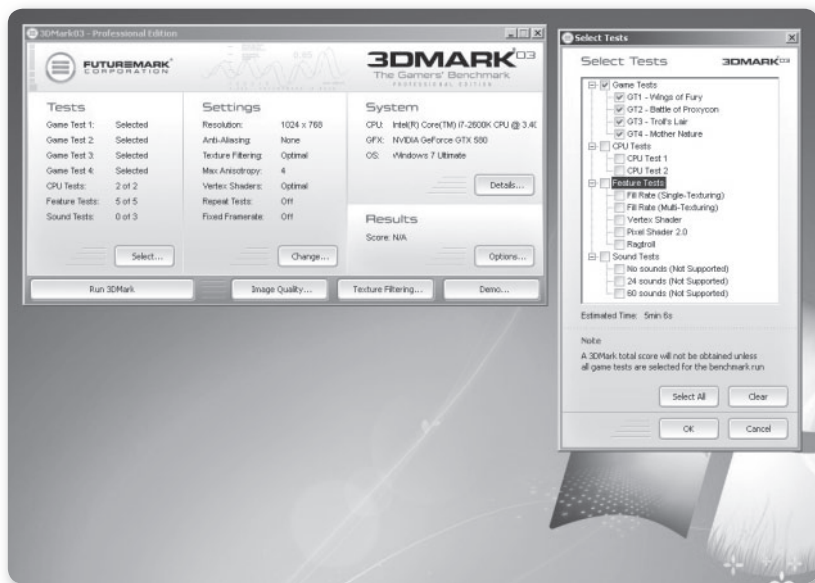 3DMark03 - Professional Edition
FUTUREMARK
CORPORATION
3DMARK03
The Gamers' Benchmark
PROFESSIONAL EDITION
Tests
Game Test 1: Selected
Game Test 2: Selected
Game Test 3: Selected
Game Test 4: Selected
CPU Tests: 2 of 2
Feature Tests: 5 of 5
Sound Tests: 0 of 3
Select...
Settings
Resolution: 1024 x 768
Anti-Aliasing: None
Texture Filtering: Optimal
Max Anisotropy: 4
Vertex Shaders: Optimal
Repeat Tests: Off
Fixed Framerate: Off
Change...
System
CPU: Intel(R) Core(TM) i7-2600K CPU @ 3.40
GFX: NVIDIA GeForce GTX 580
OS: Windows 7 Ultimate
Details...
Results
Score: N/A
Options...
Run 3DMark
Image Quality...
Texture Filtering...
Demo...
Select Tests
Select Tests
3DMARK03
Game Tests
GT1 - Wings of Fury
GT2 - Battle of Proxycon
GT3 - Troll's Lair
GT4 - Mother Nature
CPU Tests
CPU Test 1
CPU Test 2
Feature Tests
Fill Rate (Single-Texturing)
Fill Rate (Multi-Texturing)
Vertex Shader
Pixel Shader 2.0
Ragtroll
Sound Tests
No sounds (Not Supported)
24 sounds (Not Supported)
60 sounds (Not Supported)
Estimated Time: 5min 6s
Note
A 3DMark total score will not be obtained unless
all game tests are selected for the benchmark run
Select All
Clear
OK
Cancel